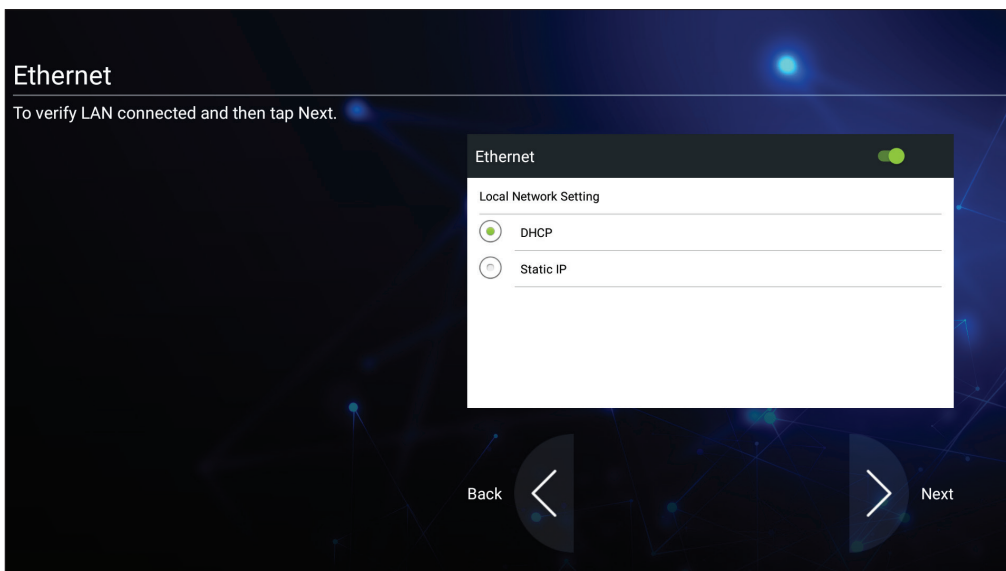 Ethernet
To verify LAN connected and then tap Next.
Ethernet
Local Network Setting
DHCP
Static IP
Back
Next